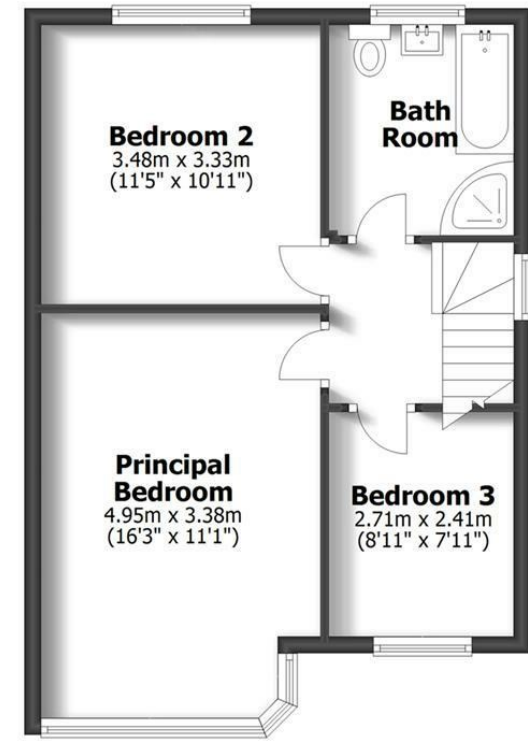 Bedroom 2
3.48m x 3.33m
(11'5" x 10'11")
Bath
Room
Principal
Bedroom
4.95m x 3.38m
(16'3" x 11'1")
Bedroom 3
2.71m x 2.41m
(8'11" x 7'11")